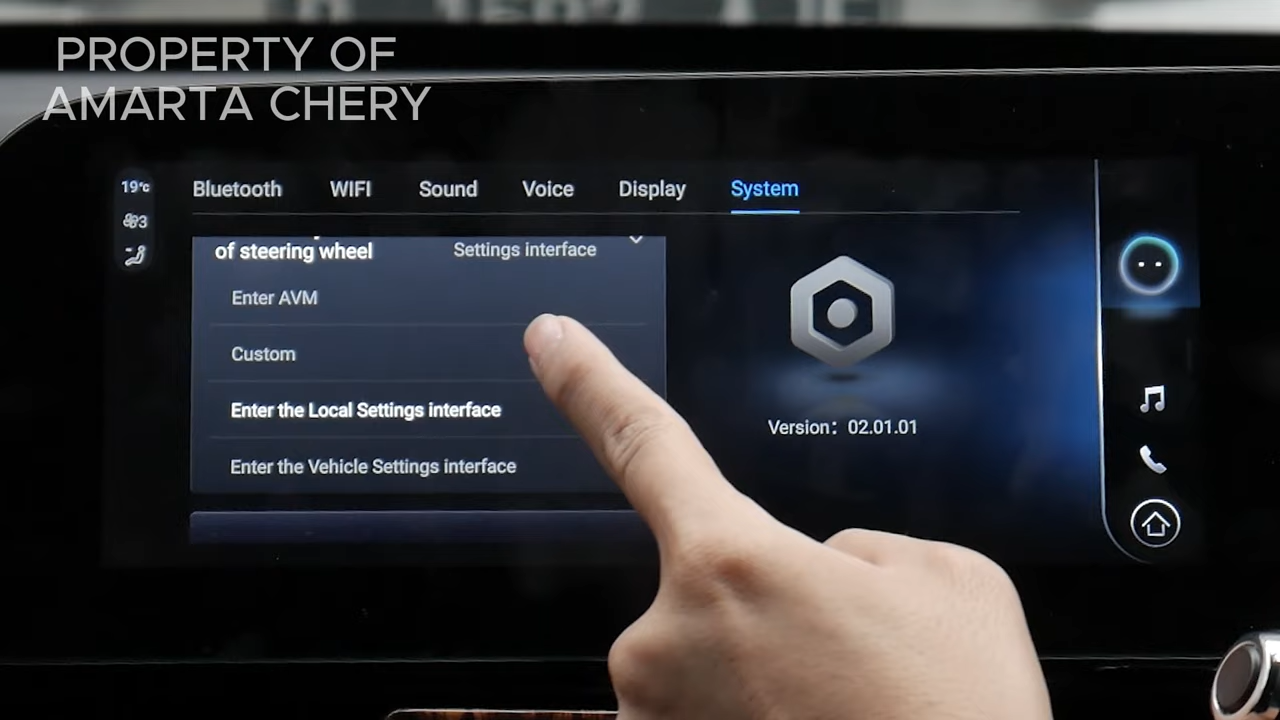 PROPERTY OF
AMARTA CHERY
19°c
Bluetooth WIFI Sound Voice Display System
3
of steering wheel Settings interface
Enter AVM
Custom
Enter the Local Settings interface
Enter the Vehicle Settings interface
Version: 02.01.01